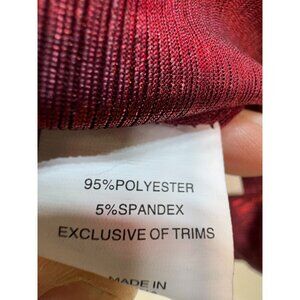 95%POLYESTER
5%SPANDEX
EXCLUSIVE OF TRIMS
MADE IN